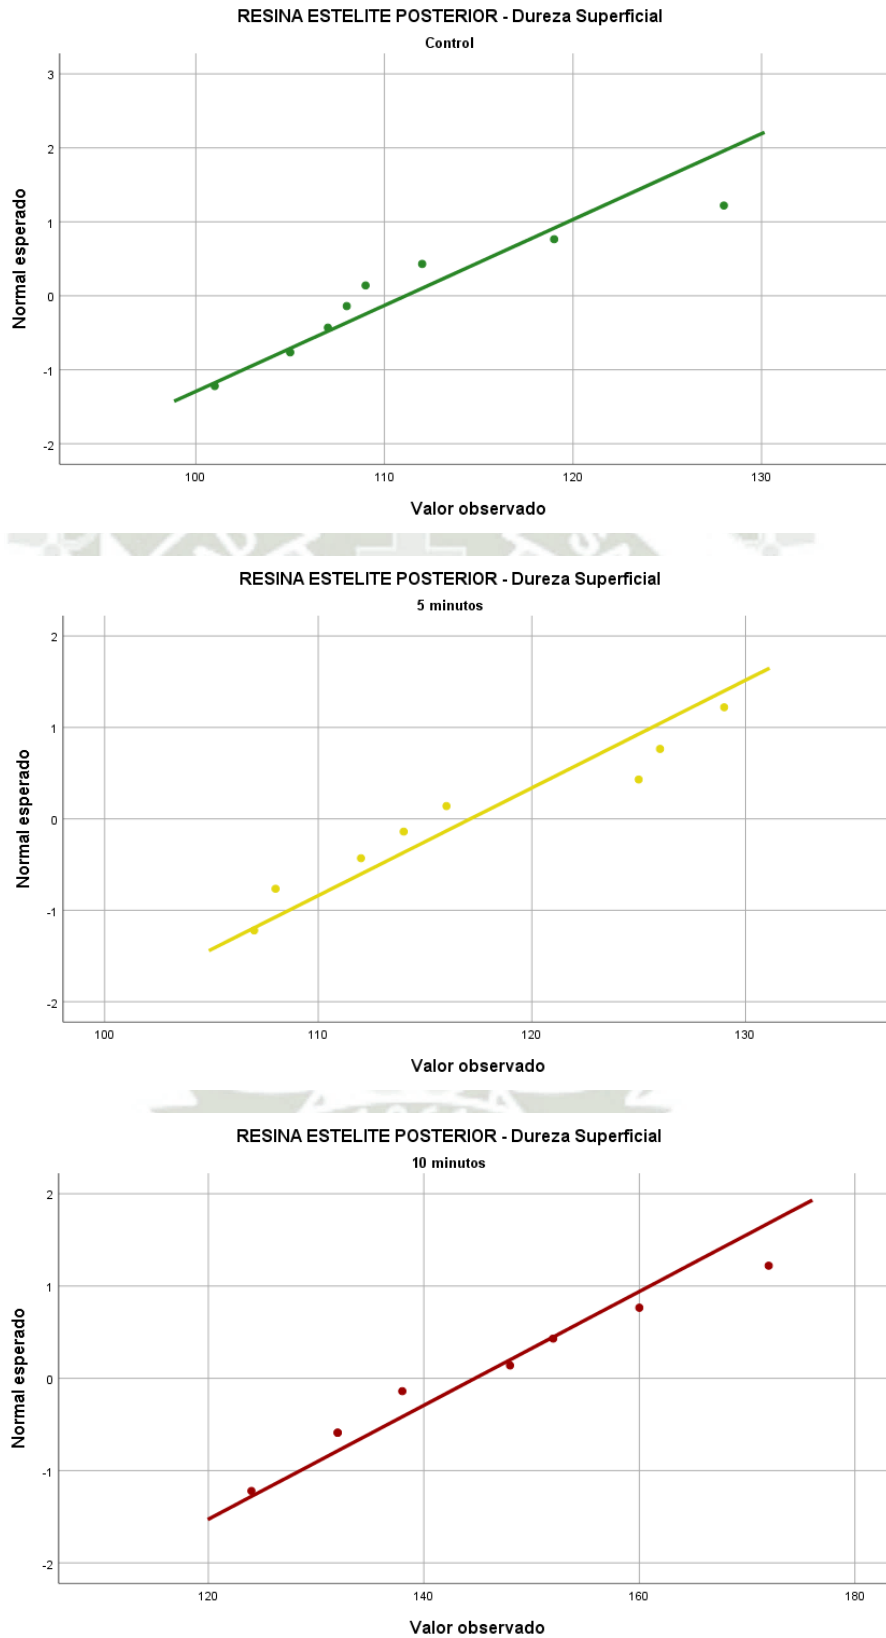 RESINA ESTELITE POSTERIOR - Dureza Superficial
Control
3
2
1
0
-1
-2
Normal esperado
100 110 120 130
Valor observado
RESINA ESTELITE POSTERIOR - Dureza Superficial
5 minutos
2
1
0
-1
-2
Normal esperado
100 110 120 130
Valor observado
RESINA ESTELITE POSTERIOR - Dureza Superficial
10 minutos
2
1
0
-1
-2
Normal esperado
120 140 160 180
Valor observado